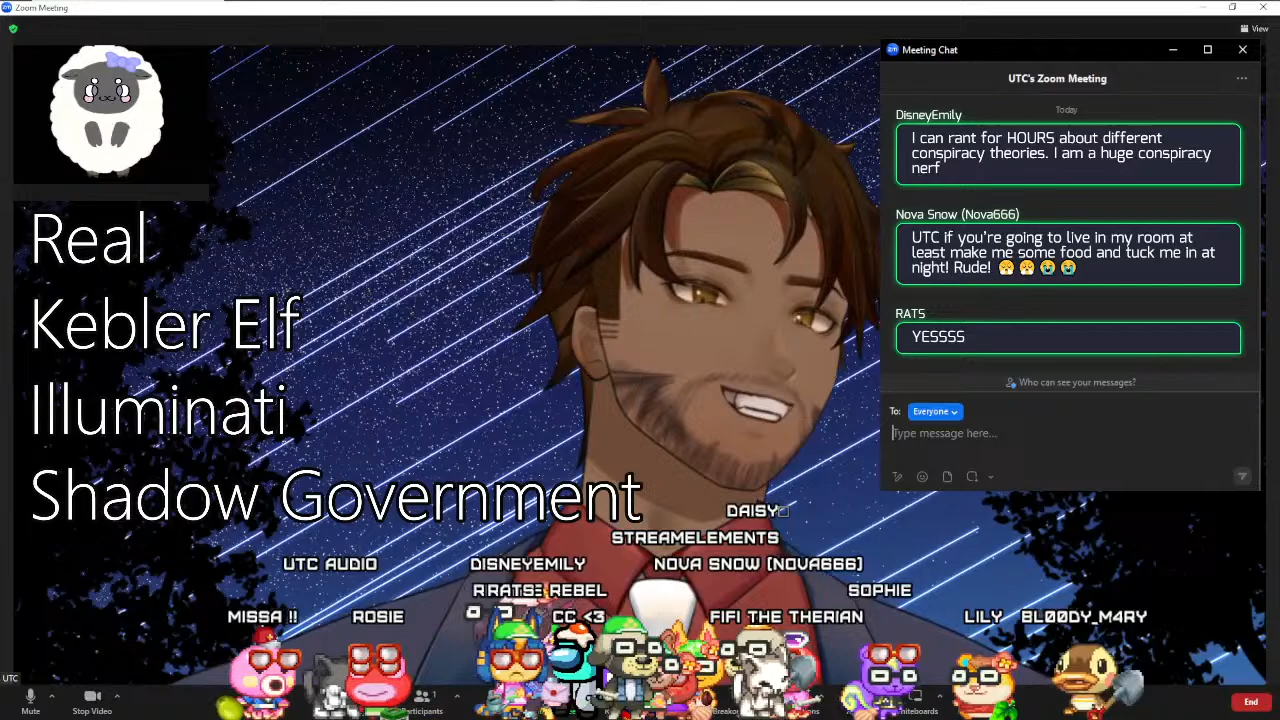 Zoom Meeting
View
Meeting Chat
UTC's Zoom Meeting
Today
DisneyEmily
I can rant for HOURS about different
conspiracy theories. I am a huge conspiracy
nerf
Nova Snow (Nova666)
UTC if you're going to live in my room at
least make me some food and tuck me in at
night! Rude! 😤 😤 😭 😭
RATS
YESSSS
Who can see your messages?
To: Everyone
Type message here...
Real
Kebler Elf
Illuminati
Shadow Government
DAISY
STREAMELEMENTS
UTC AUDIO DISNEYEMILY NOVA SNOW (NOVA666)
REBEL SOPHIE
MISSA !! ROSIE CC <3 FIFI THE THERIAN LILY BL00DY_M4RY
UTC
Mute Stop Video End